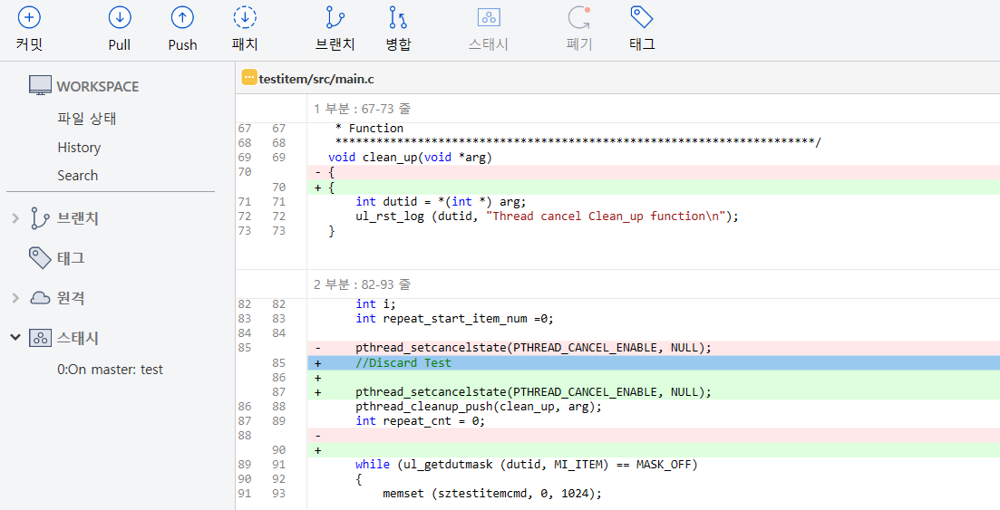 커밋 Pull Push 패치 브랜치 병합 스태시 폐기 태그
WORKSPACE
파일 상태
History
Search
브랜치
태그
원격
스태시
0:On master: test
testitem/src/main.c
1 부분 : 67-73 줄
67 67 * Function
68 68 **********************************************************************/
69 69 void clean_up(void *arg)
70 - {
70 + {
71 71 int dutid = *(int *) arg;
72 72 ul_rst_log (dutid, "Thread cancel Clean_up function\n");
73 73 }
2 부분 : 82-93 줄
82 82 int i;
83 83 int repeat_start_item_num =0;
84 84
85 - pthread_setcancelstate(PTHREAD_CANCEL_ENABLE, NULL);
85 + //Discard Test
86 +
87 + pthread_setcancelstate(PTHREAD_CANCEL_ENABLE, NULL);
86 88 pthread_cleanup_push(clean_up, arg);
87 89 int repeat_cnt = 0;
88 -
90 +
89 91 while (ul_getdutmask (dutid, MI_ITEM) == MASK_OFF)
90 92 {
91 93 memset (sztestitemcmd, 0, 1024);